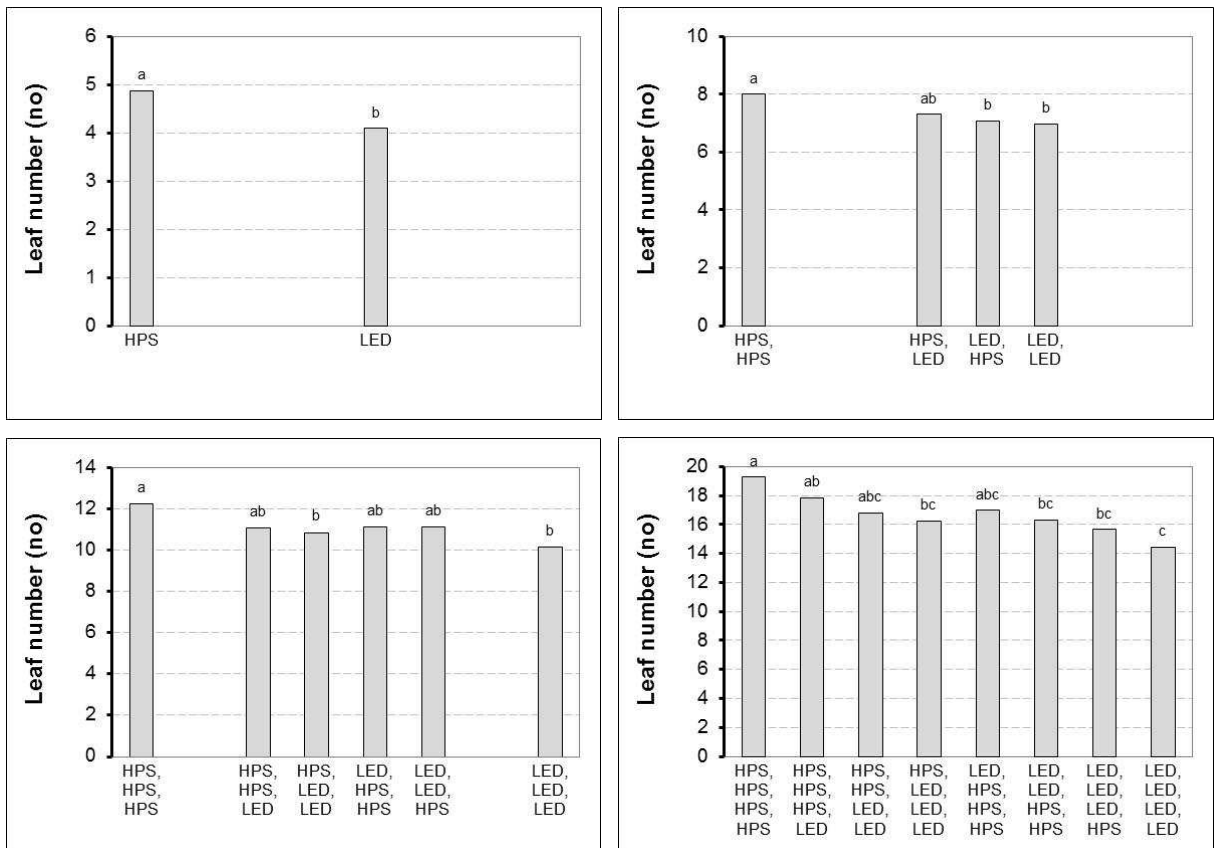 Leaf number (no)
6
5
4
3
2
1
0
a
b
HPS
LED
Leaf number (no)
10
8
6
4
2
0
a
ab
b
b
HPS,
HPS
HPS,
LED
LED,
HPS
LED,
LED
Leaf number (no)
14
12
10
8
6
4
2
0
a
ab
b
ab
ab
b
HPS,
HPS,
HPS
HPS,
HPS,
LED
HPS,
LED,
LED
LED,
HPS,
HPS
LED,
LED,
HPS
LED,
LED,
LED
Leaf number (no)
20
18
16
14
12
10
8
6
4
2
0
a
ab
abc
bc
abc
bc
bc
c
HPS,
HPS,
HPS,
HPS
HPS,
HPS,
HPS,
LED
HPS,
HPS,
LED,
LED
HPS,
LED,
LED,
LED
LED,
HPS,
HPS,
HPS
LED,
LED,
HPS,
HPS
LED,
LED,
LED,
HPS
LED,
LED,
LED,
LED